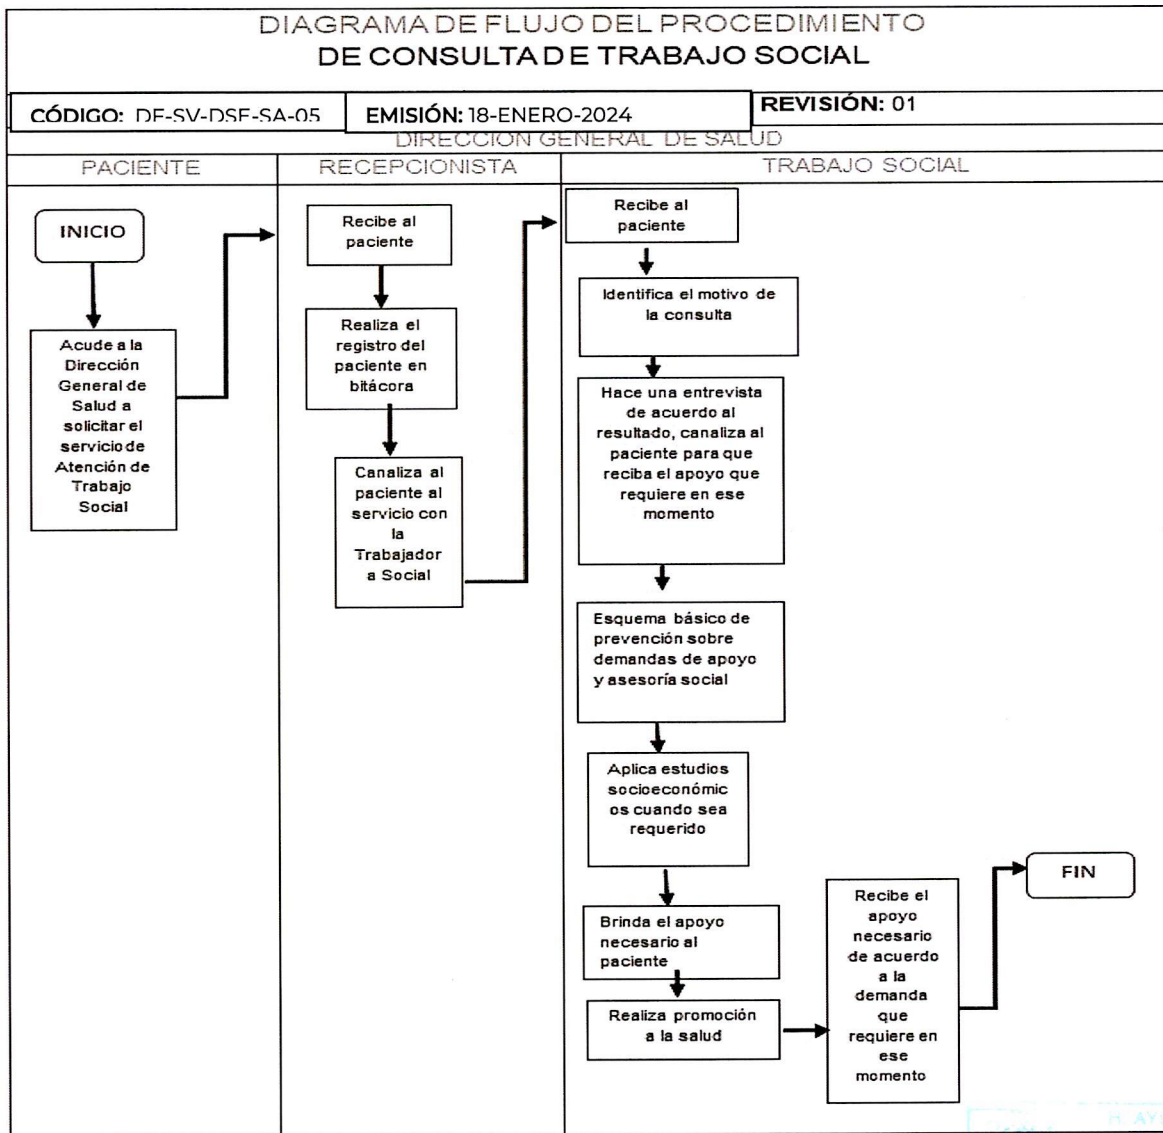 DIAGRAMA DE FLUJO DEL PROCEDIMIENTO
DE CONSULTA DE TRABAJO SOCIAL
CÓDIGO: DF-SV-DSF-SA-05
EMISIÓN: 18-ENERO-2024
REVISIÓN: 01
DIRECCION GENERAL DE SALUD
PACIENTE
RECEPCIONISTA
TRABAJO SOCIAL
INICIO
Acude a la
Dirección
General de
Salud a
solicitar el
servicio de
Atención de
Trabajo
Social
Recibe al
paciente
Realiza el
registro del
paciente en
bitácora
Canaliza al
paciente al
servicio con
la
Trabajador
a Social
Recibe al
paciente
Identifica el motivo de
la consulta
Hace una entrevista
de acuerdo al
resultado, canaliza al
paciente para que
reciba el apoyo que
requiere en ese
momento
Esquema básico de
prevención sobre
demandas de apoyo
y asesoría social
Aplica estudios
socioeconómic
os cuando sea
requerido
Brinda el apoyo
necesario al
paciente
Realiza promoción
a la salud
Recibe el
apoyo
necesario
de acuerdo
a la
demanda
que
requiere en
ese
momento
FIN